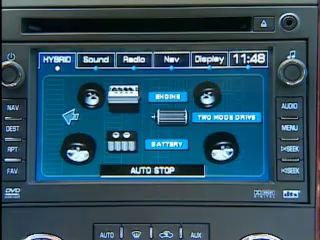 HYBRID Sound Radio Nav Display 11:48
ENGINE
TWO MODE DRIVE
BATTERY
AUTO STOP
NAV
DEST
RPT
FAV
AUDIO
MENU
SEEK
SEEK
DVD
dts
AUTO
AUX